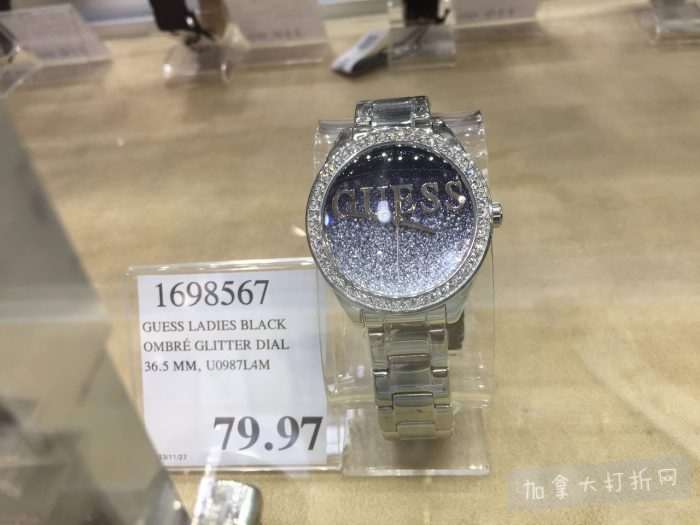 GUESS
1698567
GUESS LADIES BLACK
OMBRÉ GLITTER DIAL
36.5 MM, U0987L4M
79.97
加拿大打折网